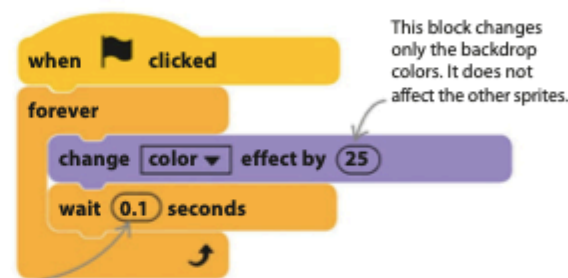 when clicked
This block changes
only the backdrop
colors. It does not
affect the other sprites.
forever
change color effect by 25
wait 0.1 seconds